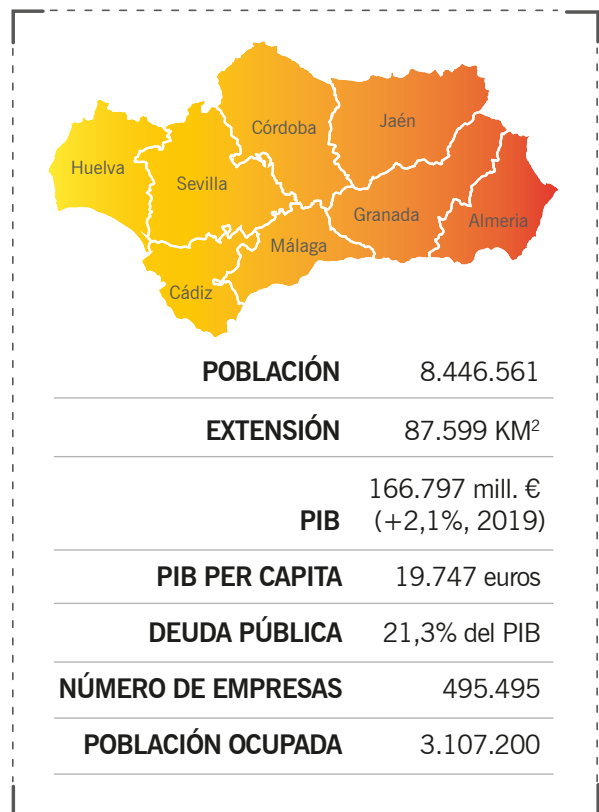 Córdoba
Jaén
Huelva
Sevilla
Granada
Almeria
Málaga
Cádiz
POBLACIÓN 8.446.561
EXTENSIÓN 87.599 KM²
166.797 mill. €
PIB (+2,1%, 2019)
PIB PER CAPITA 19.747 euros
DEUDA PÚBLICA 21,3% del PIB
NÚMERO DE EMPRESAS 495.495
POBLACIÓN OCUPADA 3.107.200